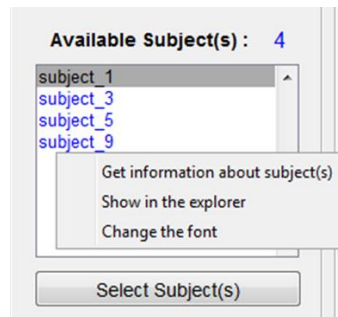 Available Subject(s) : 4
subject_1
subject_3
subject_5
subject_9
Get information about subject(s)
Show in the explorer
Change the font
Select Subject(s)